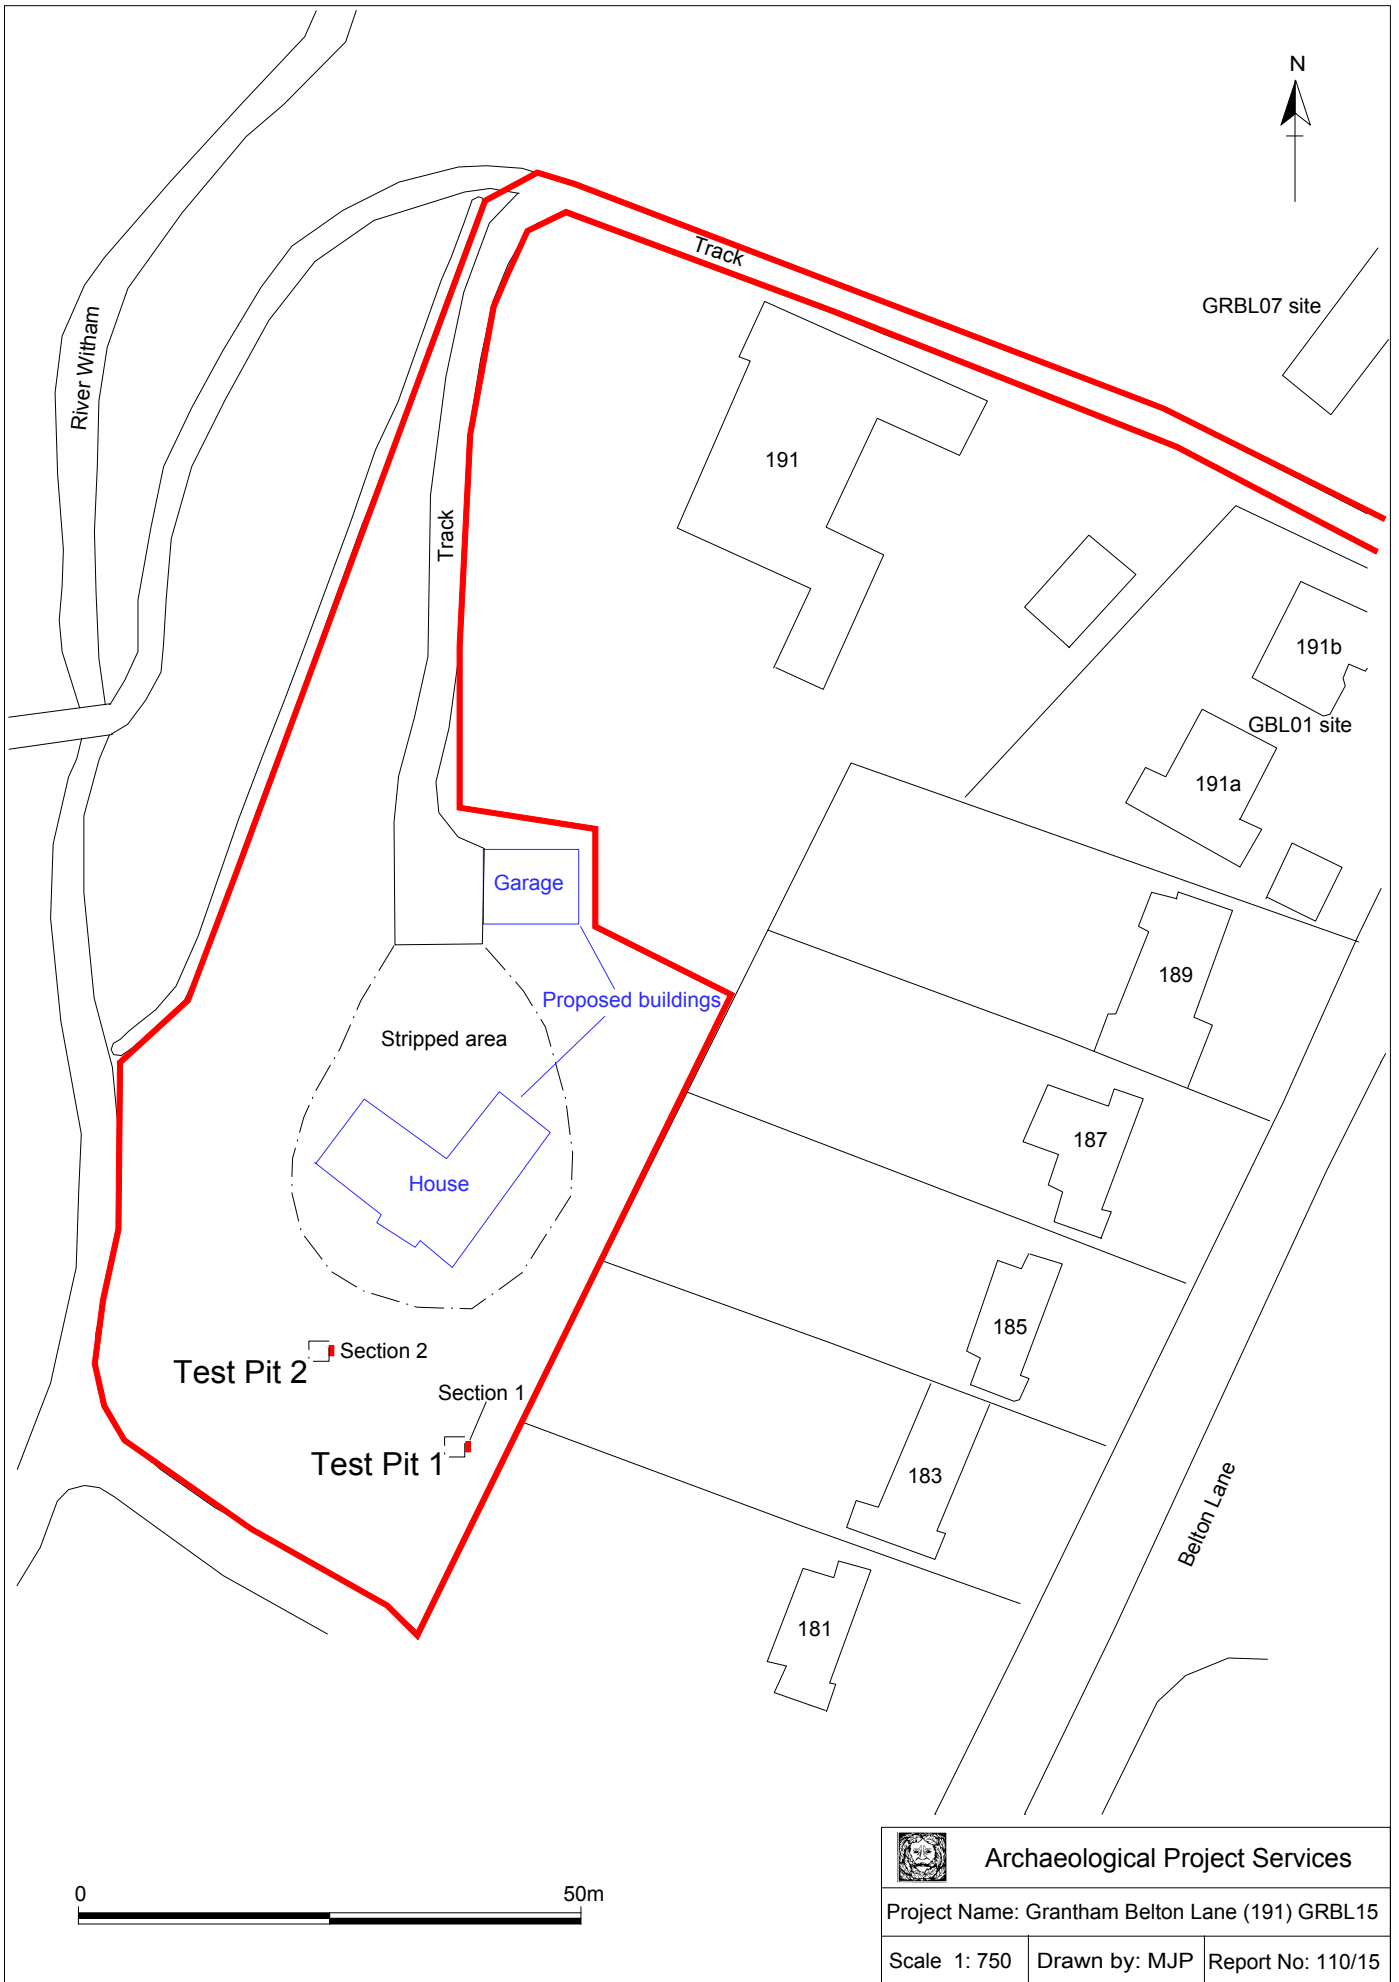 N
Track
GRBL07 site
River Witham
191
Track
191b
GBL01 site
191a
Garage
189
Proposed buildings
Stripped area
187
House
185
Section 2
Test Pit 2
Section 1
Test Pit 1
183
Belton Lane
181
0 50m
Archaeological Project Services
Project Name: Grantham Belton Lane (191) GRBL15
Scale 1: 750 Drawn by: MJP Report No: 110/15